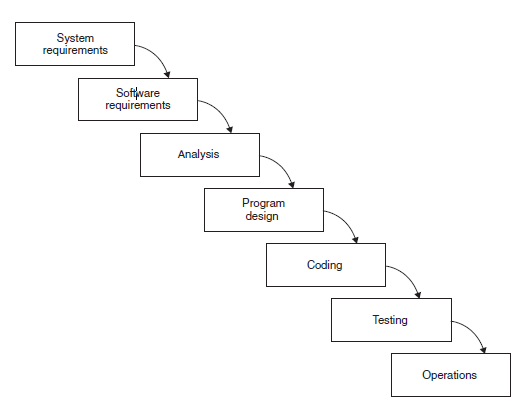 System
requirements
Software
requirements
Analysis
Program
design
Coding
Testing
Operations